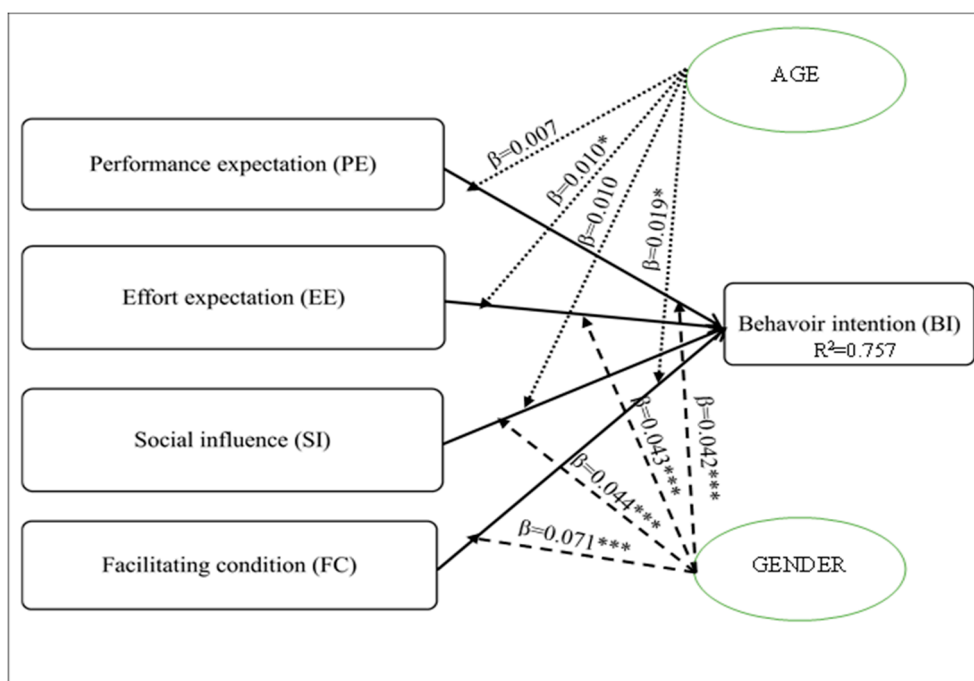 AGE
Performance expectation (PE)
β=0.007
β=0.010*
β=0.010
β=0.019*
Effort expectation (EE)
Behavoir intention (BI)
R²=0.757
Social influence (SI)
β=0.042***
β=0.043***
β=0.044***
β=0.071***
Facilitating condition (FC)
GENDER